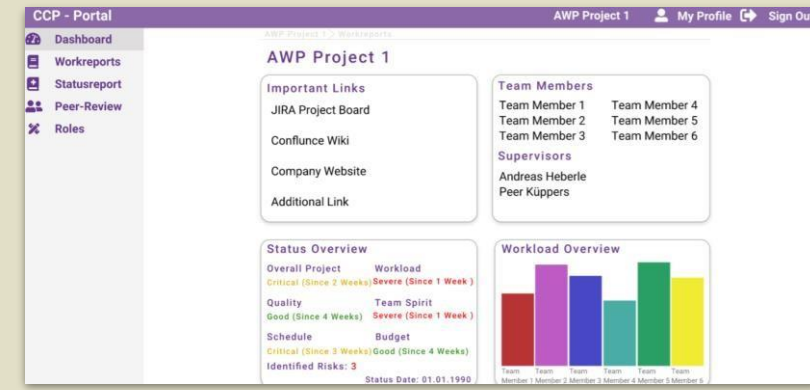 CCP - Portal
AWP Project 1 My Profile Sign Ou
Dashboard
Workreports
Statusreport
Peer-Review
Roles
AWP Project 1 > Workreports
AWP Project 1
Important Links
JIRA Project Board
Conflunce Wiki
Company Website
Additional Link
Team Members
Team Member 1 Team Member 4
Team Member 2 Team Member 5
Team Member 3 Team Member 6
Supervisors
Andreas Heberle
Peer Küppers
Status Overview
Overall Project Workload
Critical (Since 2 Weeks) Severe (Since 1 Week )
Quality Team Spirit
Good (Since 4 Weeks) Severe (Since 1 Week )
Schedule Budget
Critical (Since 3 Weeks) Good (Since 4 Weeks)
Identified Risks: 3
Status Date: 01.01.1990
Workload Overview
Team Team Team Team Team Team
Member 1 Member 2 Member 3 Member 4 Member 5 Member 6